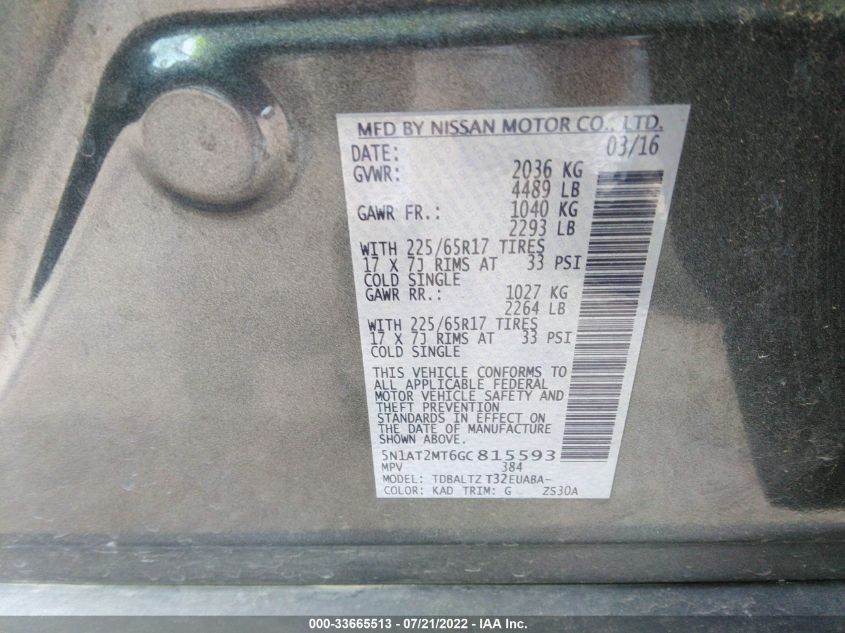 MFD BY NISSAN MOTOR CO., LTD.
DATE: 03/16
GVWR: 2036 KG
4489 LB
GAWR FR.: 1040 KG
2293 LB
WITH 225/65R17 TIRES
17 X 7J RIMS AT 33 PSI
COLD SINGLE
GAWR RR.: 1027 KG
2264 LB
WITH 225/65R17 TIRES
17 X 7J RIMS AT 33 PSI
COLD SINGLE
THIS VEHICLE CONFORMS TO
ALL APPLICABLE FEDERAL
MOTOR VEHICLE SAFETY AND
THEFT PREVENTION
STANDARDS IN EFFECT ON
THE DATE OF MANUFACTURE
SHOWN ABOVE.
5N1AT2MT6GC815593
MPV 384
MODEL: TDBALTZ T32EUABA-
COLOR: KAD TRIM: G ZS30A
000-33665513 - 07/21/2022 - IAA Inc.